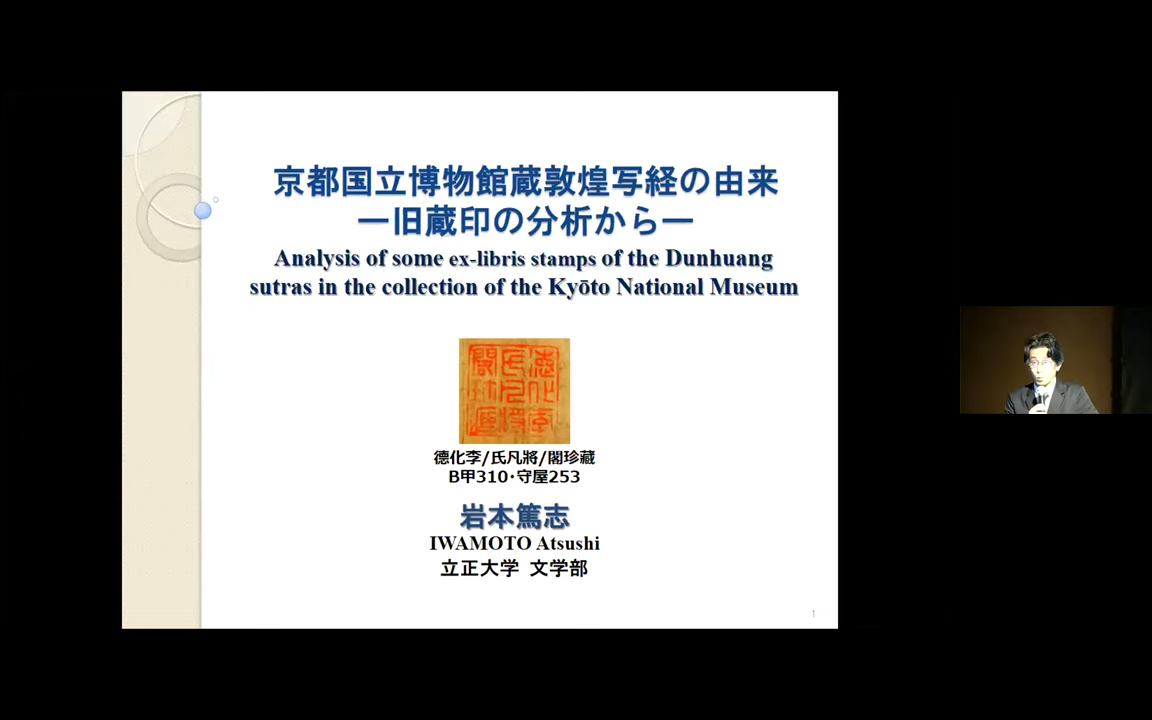 京都国立博物館蔵敦煌写経の由来
―旧蔵印の分析から―
Analysis of some ex-libris stamps of the Dunhuang
sutras in the collection of the Kyōto National Museum
德化李/氏凡將/閣珍藏
B甲310･守屋253
岩本篤志
IWAMOTO Atsushi
立正大学 文学部
1